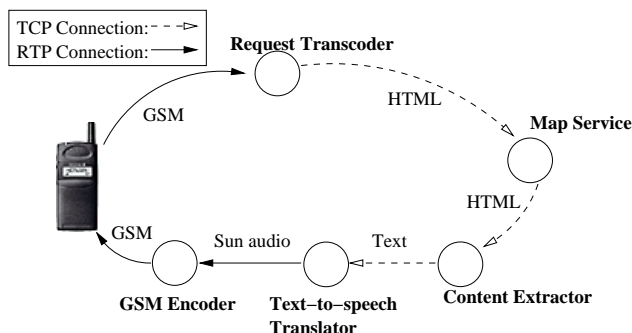 TCP Connection:
RTP Connection:
Request Transcoder
GSM
HTML
Map Service
HTML
GSM
Sun audio
Text
GSM Encoder
Text−to−speech
Translator
Content Extractor